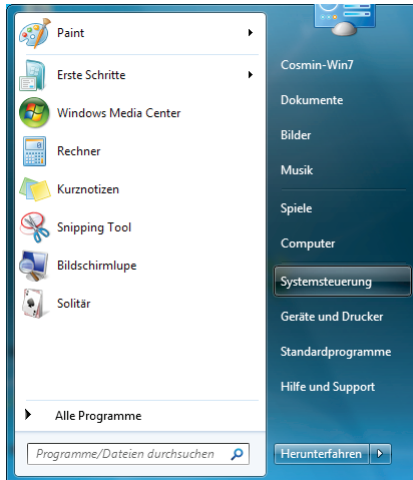 Paint
Erste Schritte
Windows Media Center
Rechner
Kurznotizen
Snipping Tool
Bildschirmlupe
Solitär
Alle Programme
Programme/Dateien durchsuchen
Cosmin-Win7
Dokumente
Bilder
Musik
Spiele
Computer
Systemsteuerung
Geräte und Drucker
Standardprogramme
Hilfe und Support
Herunterfahren